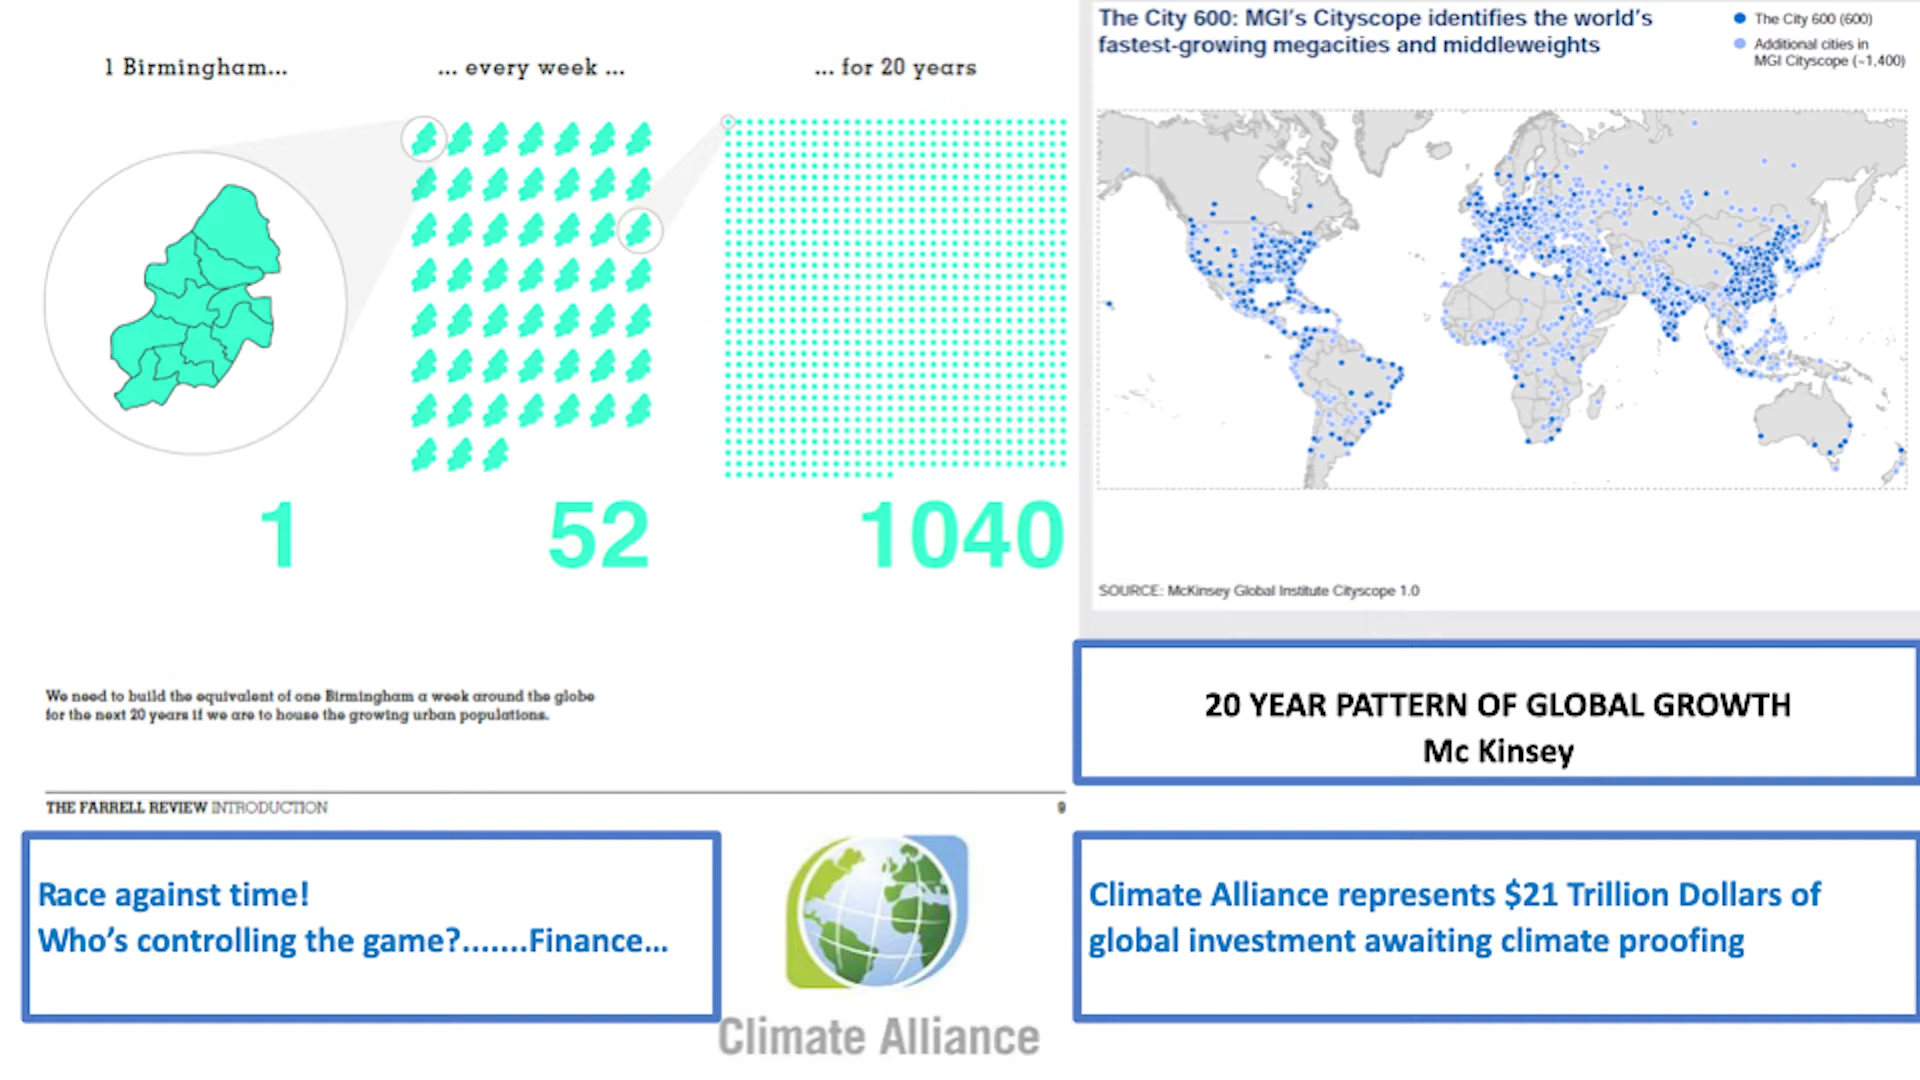 1 Birmingham...
... every week ...
... for 20 years
1
52
1040
We need to build the equivalent of one Birmingham a week around the globe
for the next 20 years if we are to house the growing urban populations.
THE FARRELL REVIEW INTRODUCTION
9
The City 600: MGI's Cityscope identifies the world's
fastest-growing megacities and middleweights
The City 600 (600)
Additional cities in
MGI Cityscope (~1,400)
SOURCE: McKinsey Global Institute Cityscope 1.0
20 YEAR PATTERN OF GLOBAL GROWTH
Mc Kinsey
Race against time!
Who's controlling the game?.......Finance...
Climate Alliance
Climate Alliance represents $21 Trillion Dollars of
global investment awaiting climate proofing